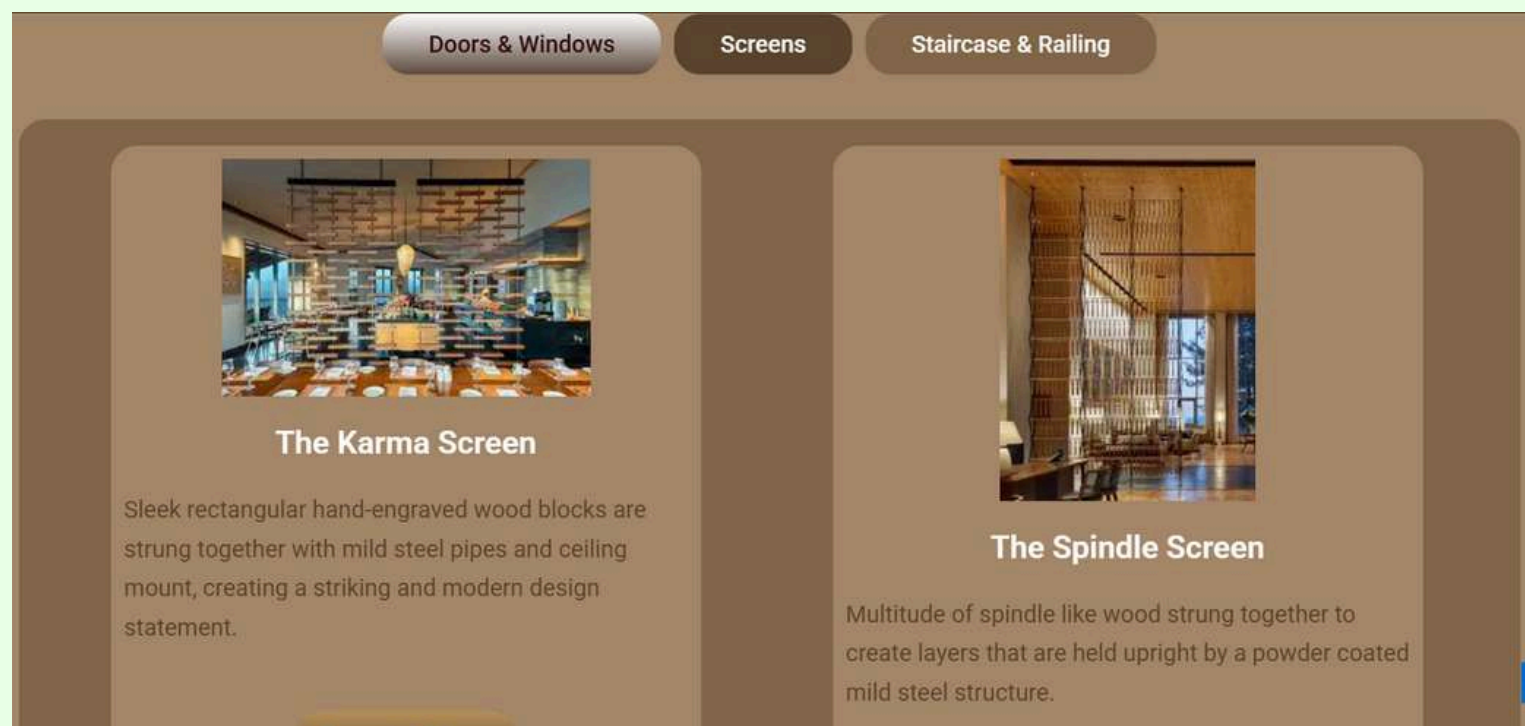 Doors & Windows
Screens
Staircase & Railing
The Karma Screen
Sleek rectangular hand-engraved wood blocks are
strung together with mild steel pipes and ceiling
mount, creating a striking and modern design
statement.
The Spindle Screen
Multitude of spindle like wood strung together to
create layers that are held upright by a powder coated
mild steel structure.